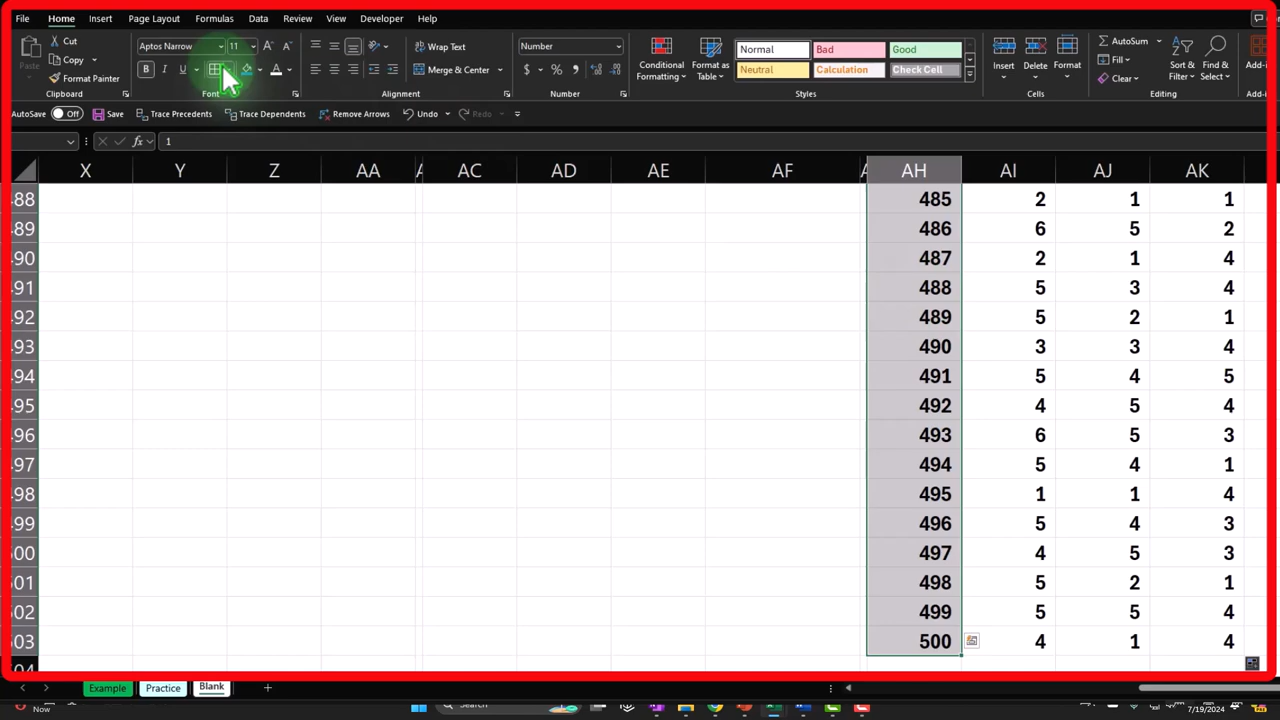 File Home Insert Page Layout Formulas Data Review View Developer Help
Cut
Copy
Format Painter
Paste
Clipboard
Aptos Narrow 11
B I U
Font
Wrap Text
Merge & Center
Alignment
Number
$ % 9
Number
Conditional Formatting
Format as Table
Normal Bad Good
Neutral Calculation Check Cell
Styles
Insert Delete Format
Cells
AutoSum
Fill
Clear
Sort & Filter
Find & Select
Editing
Add-i
Add-i
AutoSave Off Save Trace Precedents Trace Dependents Remove Arrows Undo Redo
fx 1
X Y Z AA AC AD AE AF AH AI AJ AK
88 485 2 1 1
89 486 6 5 2
90 487 2 1 4
91 488 5 3 4
92 489 5 2 1
93 490 3 3 4
94 491 5 4 5
95 492 4 5 4
96 493 6 5 3
97 494 5 4 1
98 495 1 1 4
99 496 5 4 3
00 497 4 5 3
01 498 5 2 1
02 499 5 5 4
03 500 4 1 4
Example Practice Blank
Now
Search
7/19/2024